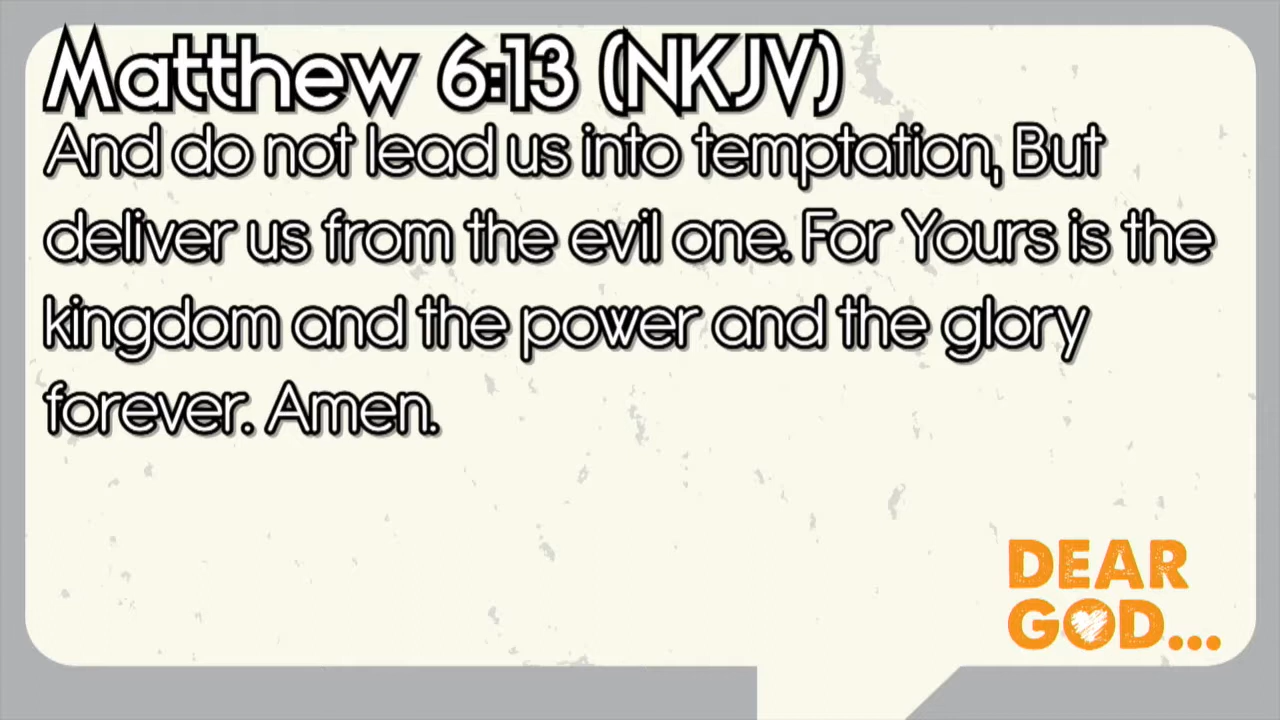 Matthew 6:13 (NKJV)
And do not lead us into temptation, But
deliver us from the evil one. For Yours is the
kingdom and the power and the glory
forever. Amen.
DEAR
GOD...